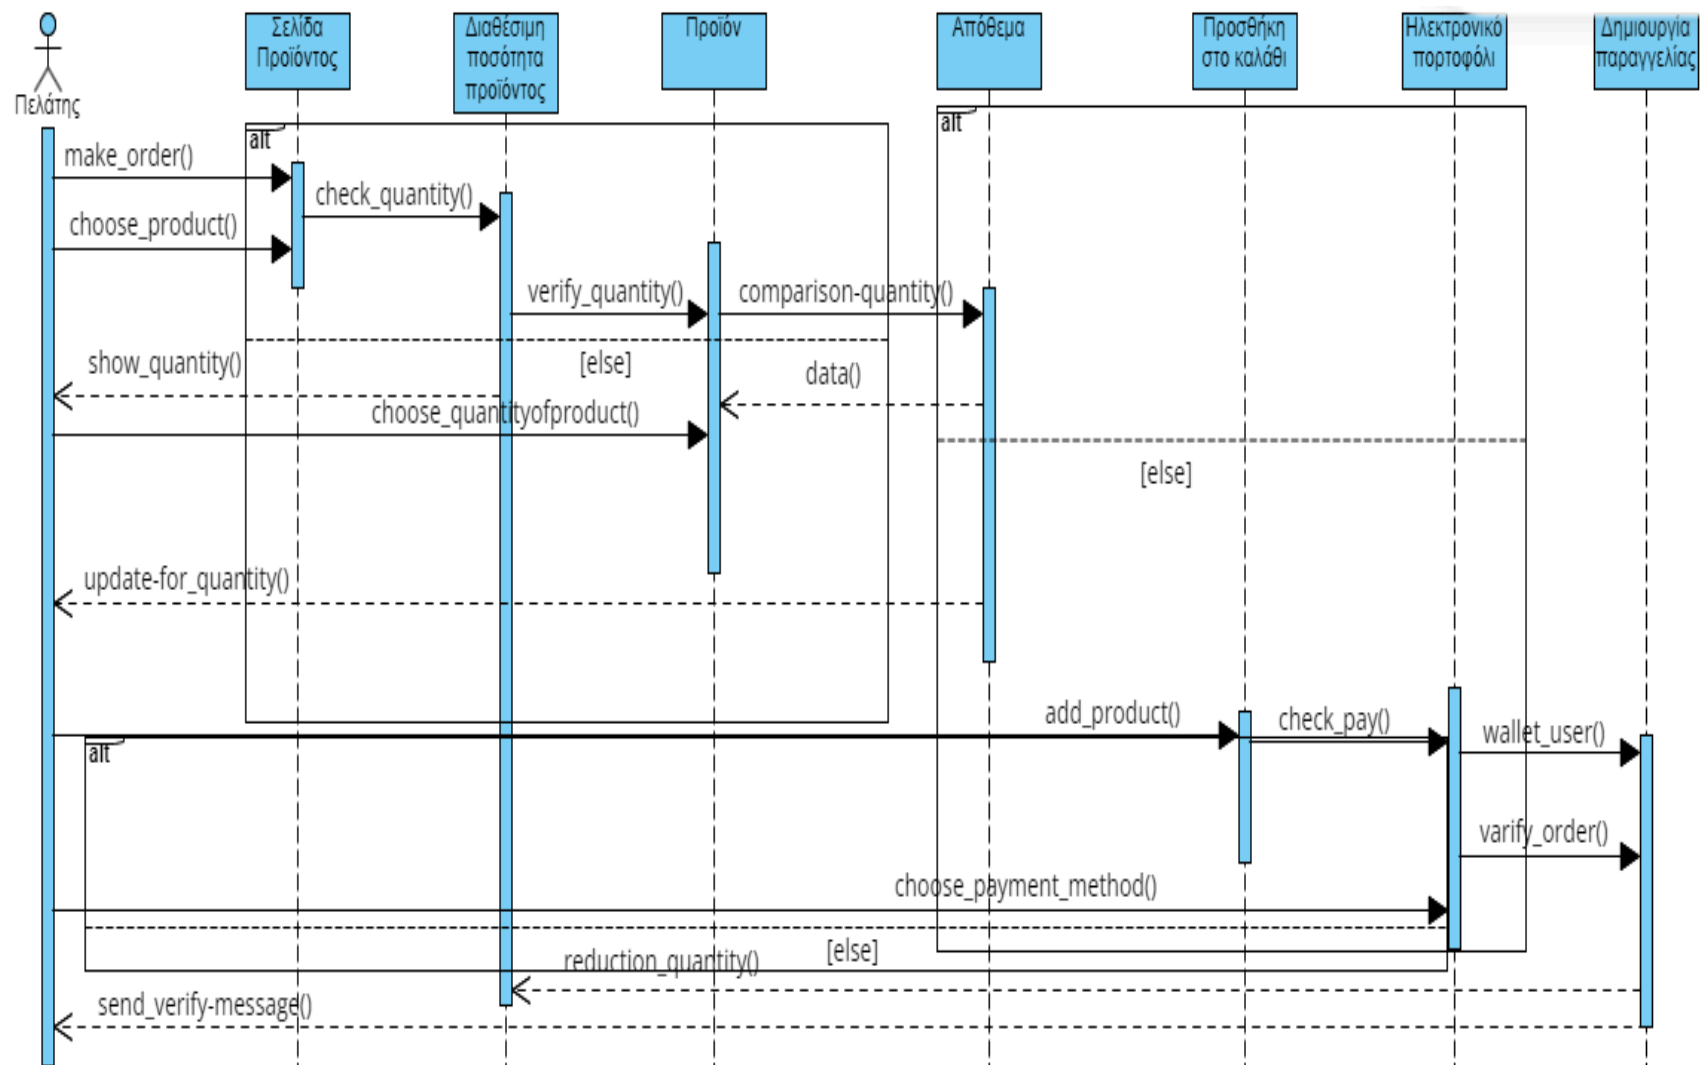 Πελάτης
Σελίδα
Προϊόντος
Διαθέσιμη
ποσότητα
προϊόντος
Προϊόν
Απόθεμα
Προσθήκη
στο καλάθι
Ηλεκτρονικό
πορτοφόλι
Δημιουργία
παραγγελίας
alt
alt
make_order()
check_quantity()
choose_product()
verify_quantity()
comparison-quantity()
show_quantity()
[else]
data()
choose_quantityofproduct()
[else]
update-for_quantity()
add_product()
check_pay()
wallet_user()
alt
varify_order()
choose_payment_method()
[else]
reduction_quantity()
send_verify-message()